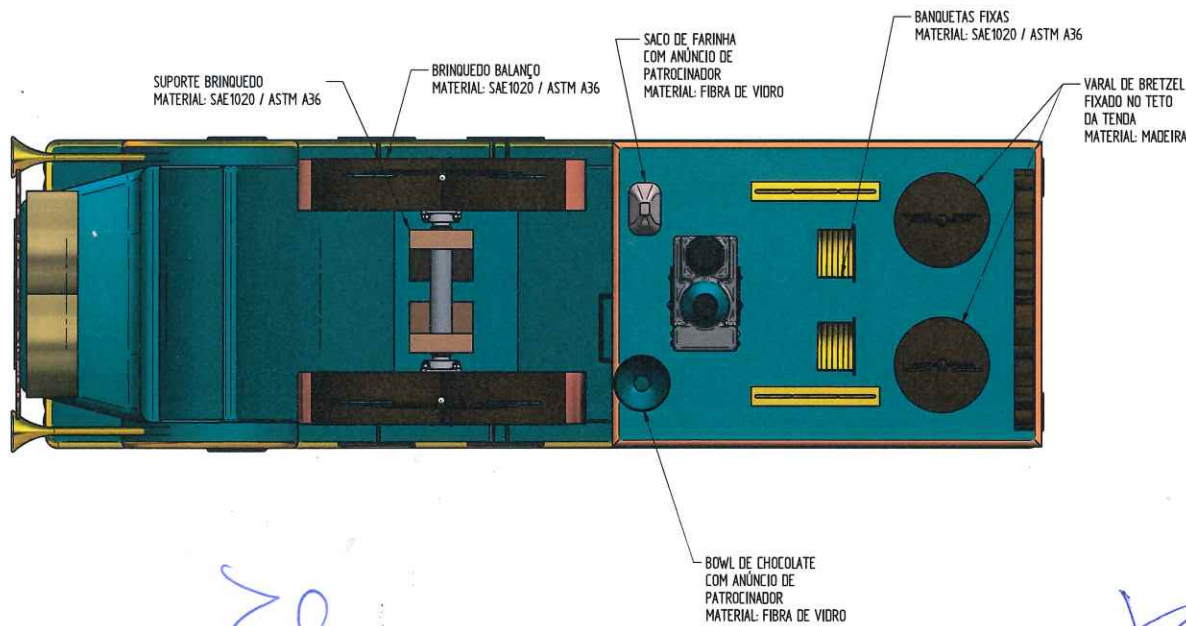 BANQUETAS FIXAS
MATERIAL: SAE1020 / ASTM A36
SACO DE FARINHA
COM ANÚNCIO DE
PATROCINADOR
MATERIAL: FIBRA DE VIDRO
BRINQUEDO BALANÇO
MATERIAL: SAE1020 / ASTM A36
SUPORTE BRINQUEDO
MATERIAL: SAE1020 / ASTM A36
VARAL DE BRETZEL
FIXADO NO TETO
DA TENDA
MATERIAL: MADEIRA
BOWL DE CHOCOLATE
COM ANÚNCIO DE
PATROCINADOR
MATERIAL: FIBRA DE VIDRO